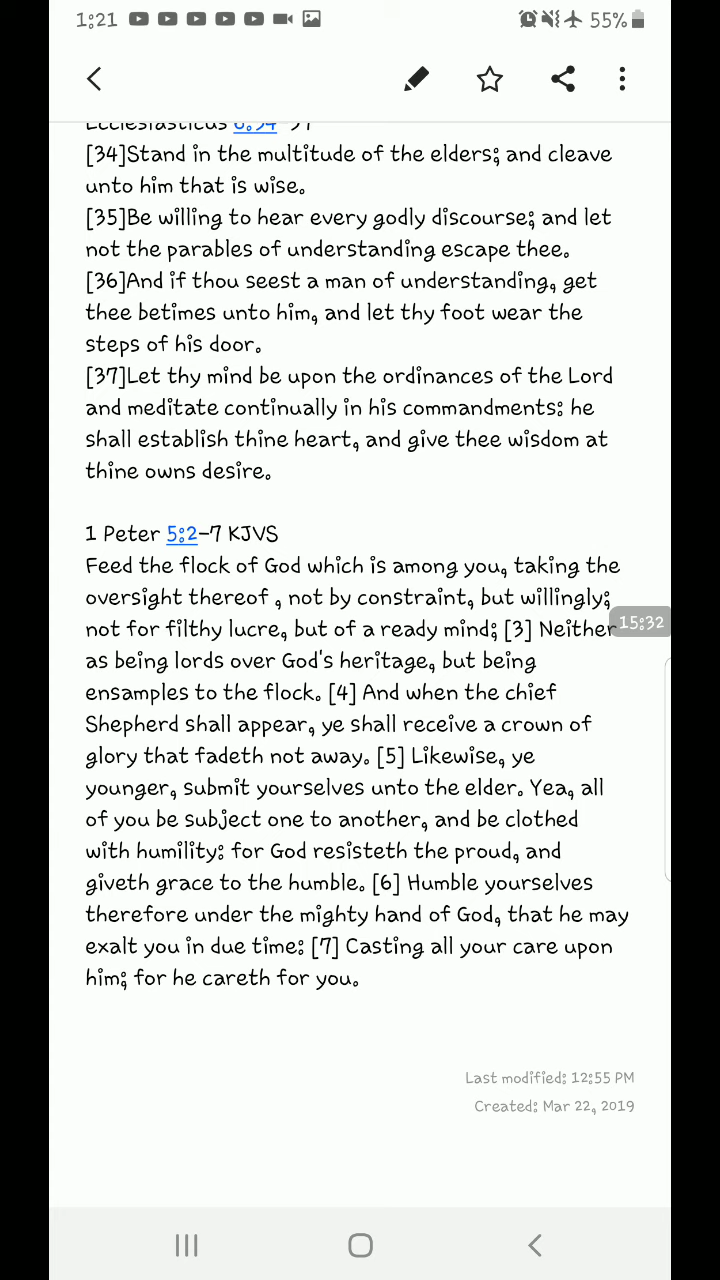 1:21 55%
Ecclesiasticus 6:34-37
[34]Stand in the multitude of the elders; and cleave
unto him that is wise.
[35]Be willing to hear every godly discourse; and let
not the parables of understanding escape thee.
[36]And if thou seest a man of understanding, get
thee betimes unto him, and let thy foot wear the
steps of his door.
[37]Let thy mind be upon the ordinances of the Lord
and meditate continually in his commandments: he
shall establish thine heart, and give thee wisdom at
thine owns desire.
1 Peter 5:2-7 KJVS
Feed the flock of God which is among you, taking the
oversight thereof , not by constraint, but willingly;
not for filthy lucre, but of a ready mind; [3] Neither
15:32
as being lords over God's heritage, but being
ensamples to the flock. [4] And when the chief
Shepherd shall appear, ye shall receive a crown of
glory that fadeth not away. [5] Likewise, ye
younger, submit yourselves unto the elder. Yea, all
of you be subject one to another, and be clothed
with humility: for God resisteth the proud, and
giveth grace to the humble. [6] Humble yourselves
therefore under the mighty hand of God, that he may
exalt you in due time: [7] Casting all your care upon
him; for he careth for you.
Last modified: 12:55 PM
Created: Mar 22, 2019